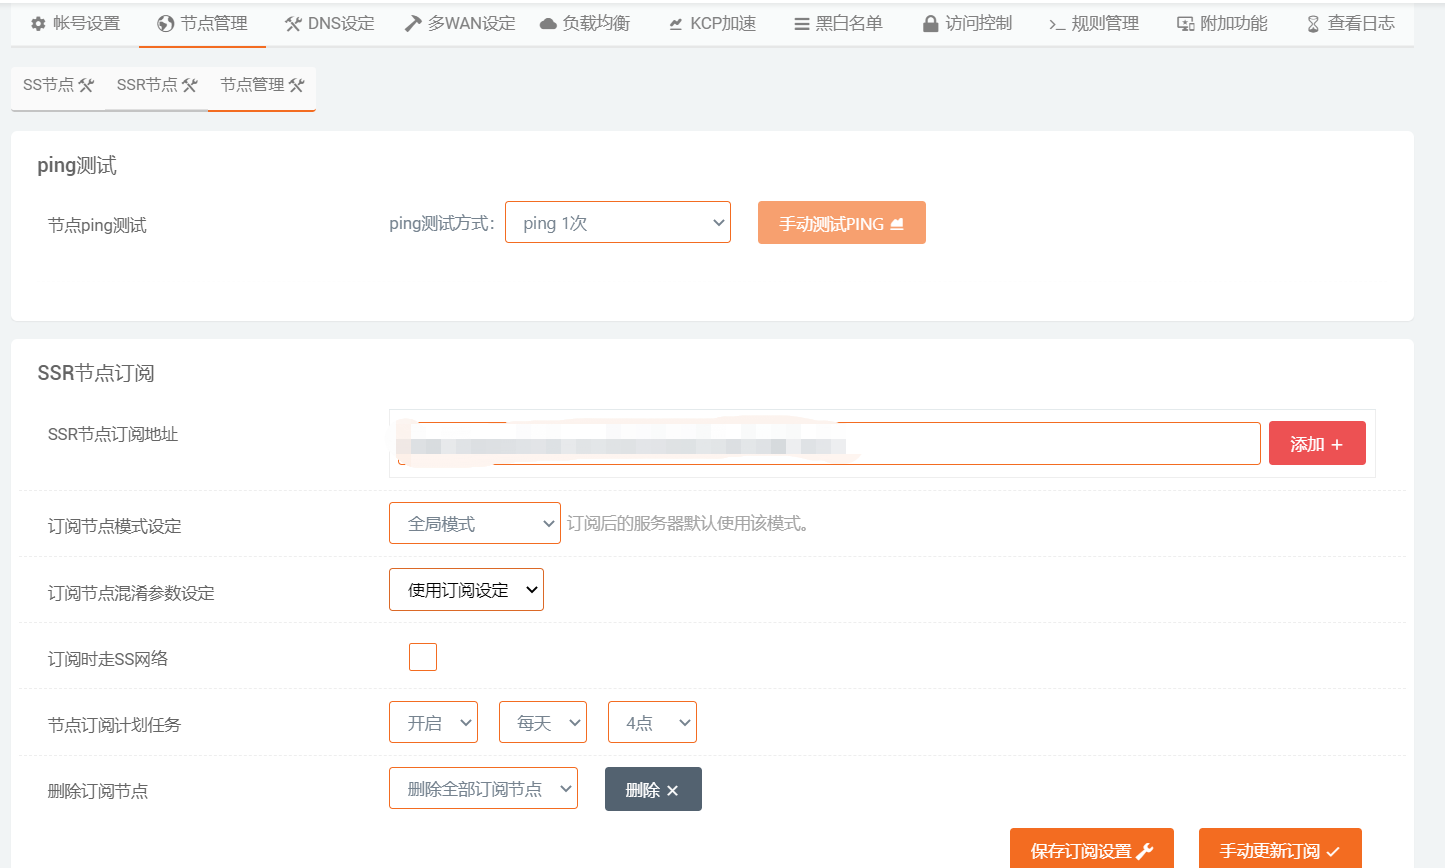 帐号设置 节点管理 DNS设定 多WAN设定 负载均衡 KCP加速 黑白名单 访问控制 规则管理 附加功能 查看日志
SS节点 SSR节点 节点管理
ping测试
节点ping测试 ping测试方式： ping 1次 手动测试PING
SSR节点订阅
SSR节点订阅地址 添加 +
订阅节点模式设定 全局模式 订阅后的服务器默认使用该模式。
订阅节点混淆参数设定 使用订阅设定
订阅时走SS网络
节点订阅计划任务 开启 每天 4点
删除订阅节点 删除全部订阅节点 删除
保存订阅设置 手动更新订阅